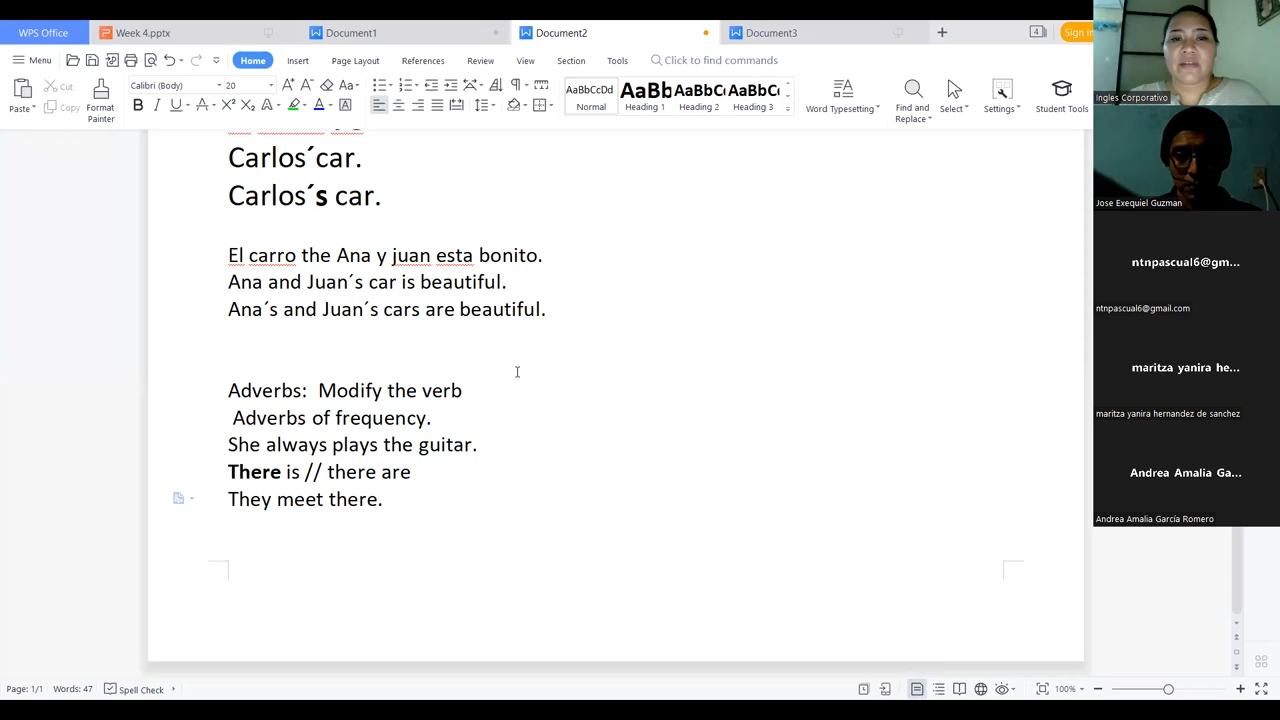 WPS Office
Week 4.pptx
Document1
Document2
Document3
4
Sign in
Menu
Home
Insert
Page Layout
References
Review
View
Section
Tools
Click to find commands
Paste
Cut
Copy
Format Painter
Calibri (Body)
20
AaBbCcDd
Normal
AaBb
Heading 1
AaBbCc
Heading 2
AaBbCc
Heading 3
Word Typesetting
Find and Replace
Select
Settings
Student Tools
Carlos´car.
Carlos´s car.
El carro the Ana y juan esta bonito.
Ana and Juan´s car is beautiful.
Ana´s and Juan´s cars are beautiful.
Adverbs: Modify the verb
Adverbs of frequency.
She always plays the guitar.
There is // there are
They meet there.
Page: 1/1
Words: 47
Spell Check
100%
Ingles Corporativo
Jose Exequiel Guzman
ntnpascual6@gm...
ntnpascual6@gmail.com
maritza yanira he...
maritza yanira hernandez de sanchez
Andrea Amalia Ga...
Andrea Amalia García Romero